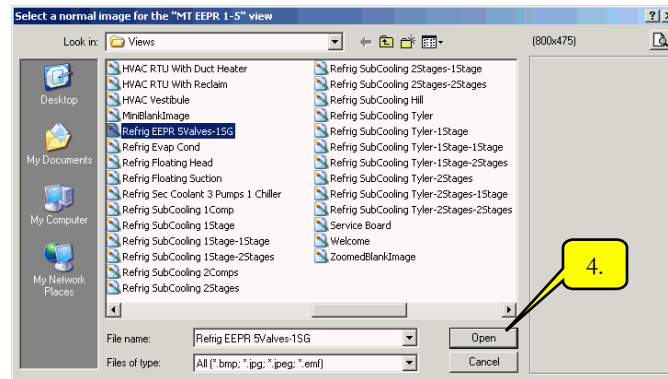 Select a normal image for the "MT EEPR 1-5" view
Look in: Views
(800x475)
Desktop
My Documents
My Computer
My Network
Places
HVAC RTU With Duct Heater
HVAC RTU With Reclaim
HVAC Vestibule
MiniBlankImage
Refrig EEPR 5Valves-1SG
Refrig Evap Cond
Refrig Floating Head
Refrig Floating Suction
Refrig Sec Coolant 3 Pumps 1 Chiller
Refrig SubCooling 1Comp
Refrig SubCooling 1Stage
Refrig SubCooling 1Stage-1Stage
Refrig SubCooling 1Stage-2Stages
Refrig SubCooling 2Comps
Refrig SubCooling 2Stages
Refrig SubCooling 2Stages-1Stage
Refrig SubCooling 2Stages-2Stages
Refrig SubCooling Hill
Refrig SubCooling Tyler
Refrig SubCooling Tyler-1Stage
Refrig SubCooling Tyler-1Stage-1Stage
Refrig SubCooling Tyler-1Stage-2Stages
Refrig SubCooling Tyler-2Stages
Refrig SubCooling Tyler-2Stages-1Stage
Refrig SubCooling Tyler-2Stages-2Stages
Service Board
Welcome
ZoomedBlankImage
4.
File name: Refrig EEPR 5Valves-1SG
Open
Files of type: All (*.bmp; *.jpg; *.jpeg; *.emf)
Cancel